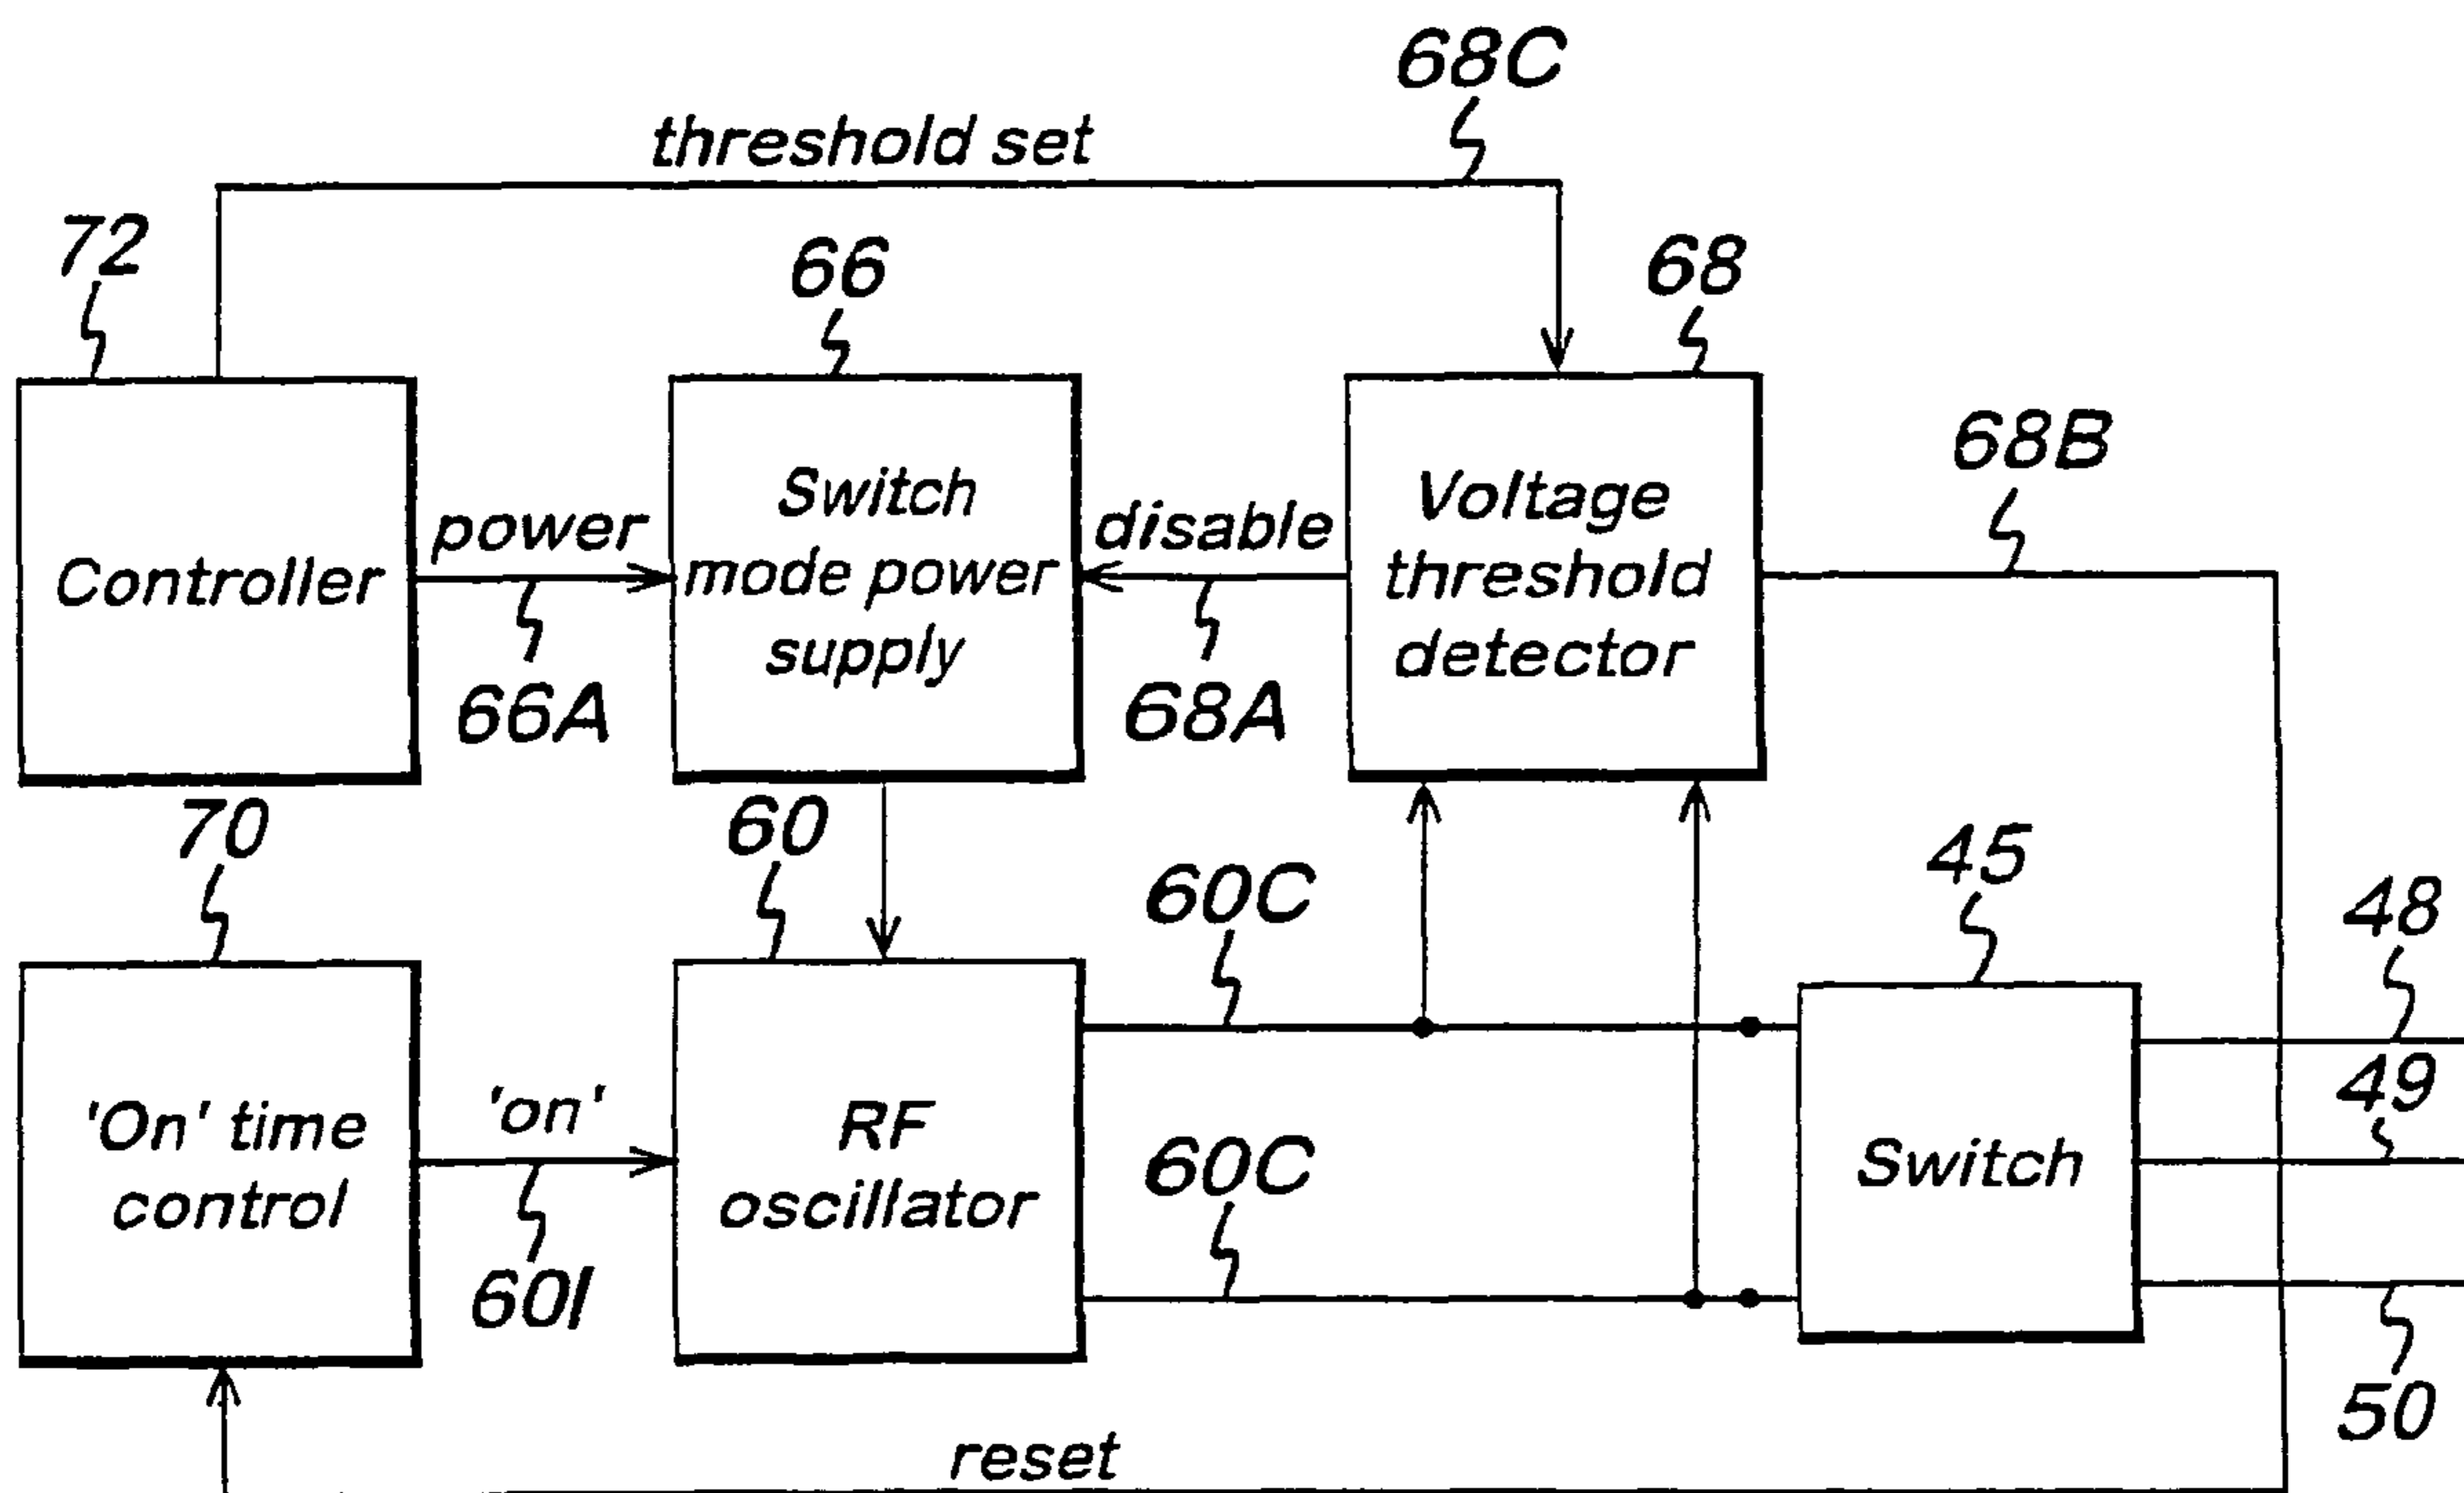 68C
threshold set
72
66
68
68B
Controller
power
66A
Switch
mode power
supply
disable
68A
Voltage
threshold
detector
70
60
60C
45
48
49
'On' time
control
'on'
60I
RF
oscillator
60C
Switch
50
reset